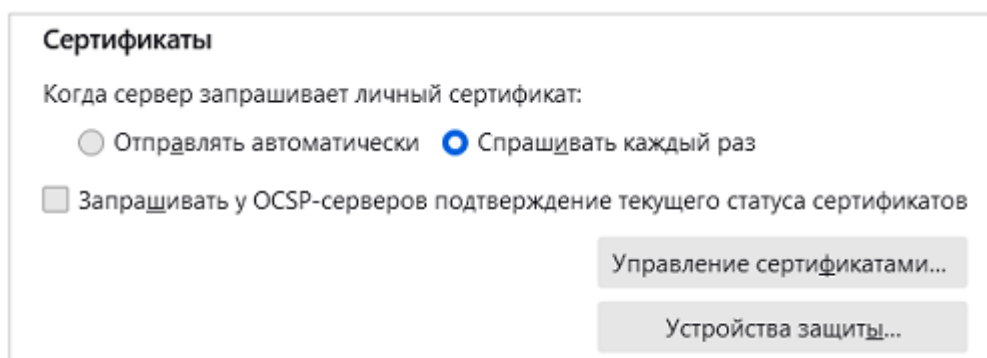 Сертификаты
Когда сервер запрашивает личный сертификат:
Отправлять автоматически Спрашивать каждый раз
Запрашивать у OCSP-серверов подтверждение текущего статуса сертификатов
Управление сертификатами...
Устройства защиты...